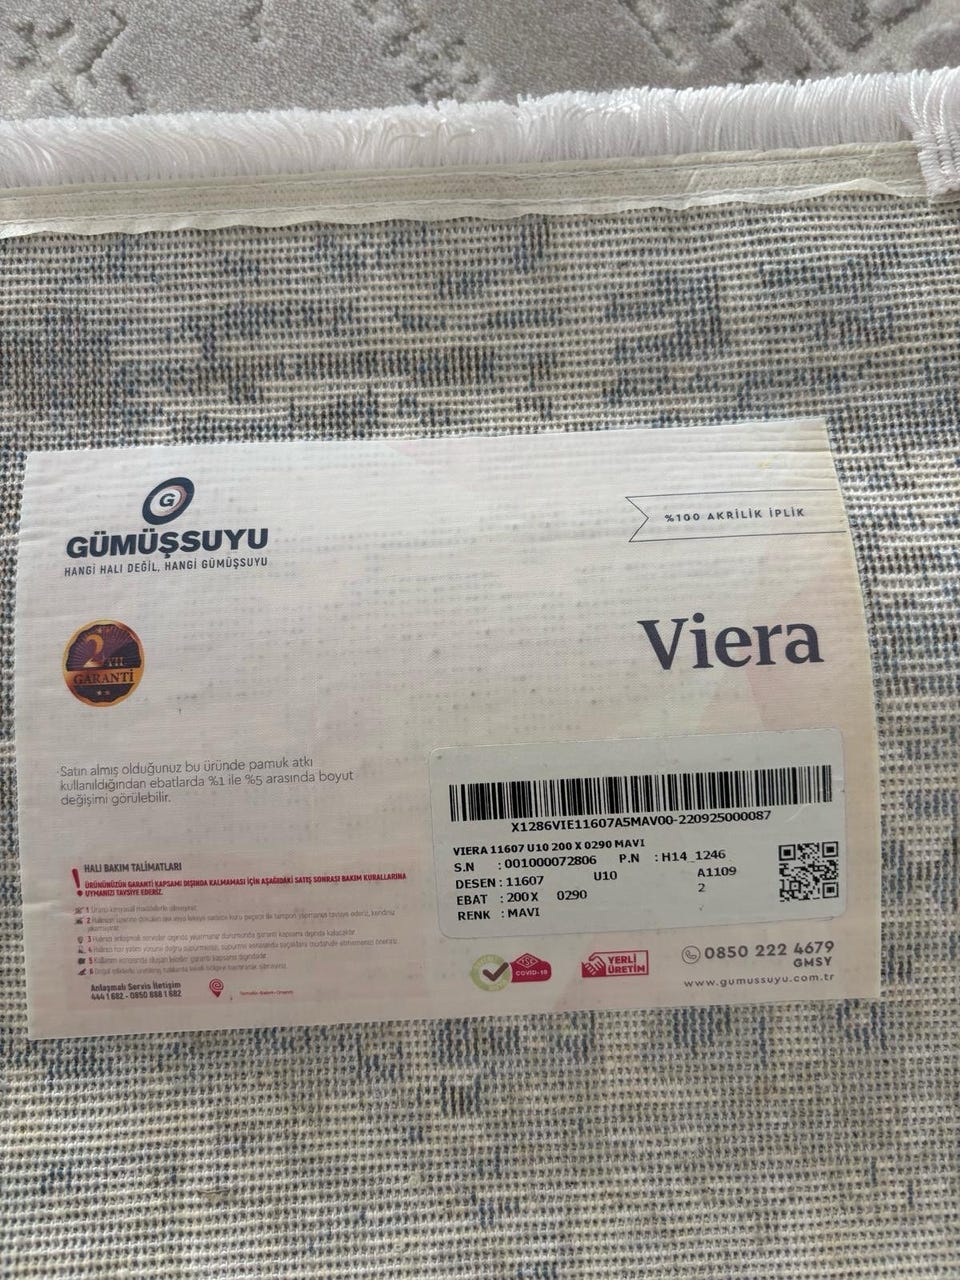 G
GÜMÜŞSUYU
HANGİ HALI DEĞİL, HANGİ GÜMÜŞSUYU
%100 AKRİLİK İPLİK
2 YIL
GARANTİ
Viera
Satın almış olduğunuz bu üründe pamuk atkı
kullanıldığından ebatlarda %1 ile %5 arasında boyut
değişimi görülebilir.
X1286VIE11607A5MAV00-220925000087
VIERA 11607 U10 200 X 0290 MAVI
S.N : 001000072806 P.N : H14_1246
DESEN : 11607 U10 A1109
EBAT : 200 X 0290 2
RENK : MAVI
HALI BAKIM TALİMATLARI
ÜRÜNÜNÜZÜN GARANTİ KAPSAMI DIŞINDA KALMAMASI İÇİN AŞAĞIDAKİ SATIŞ SONRASI BAKIM KURALLARINA
UYMANIZI TAVSİYE EDERİZ.
Anlaşmalı Servis İletişim
444 1 682 - 0850 888 1 682
COVID-19
YERLİ
ÜRETİM
0850 222 4679
GMSY
www.gumussuyu.com.tr